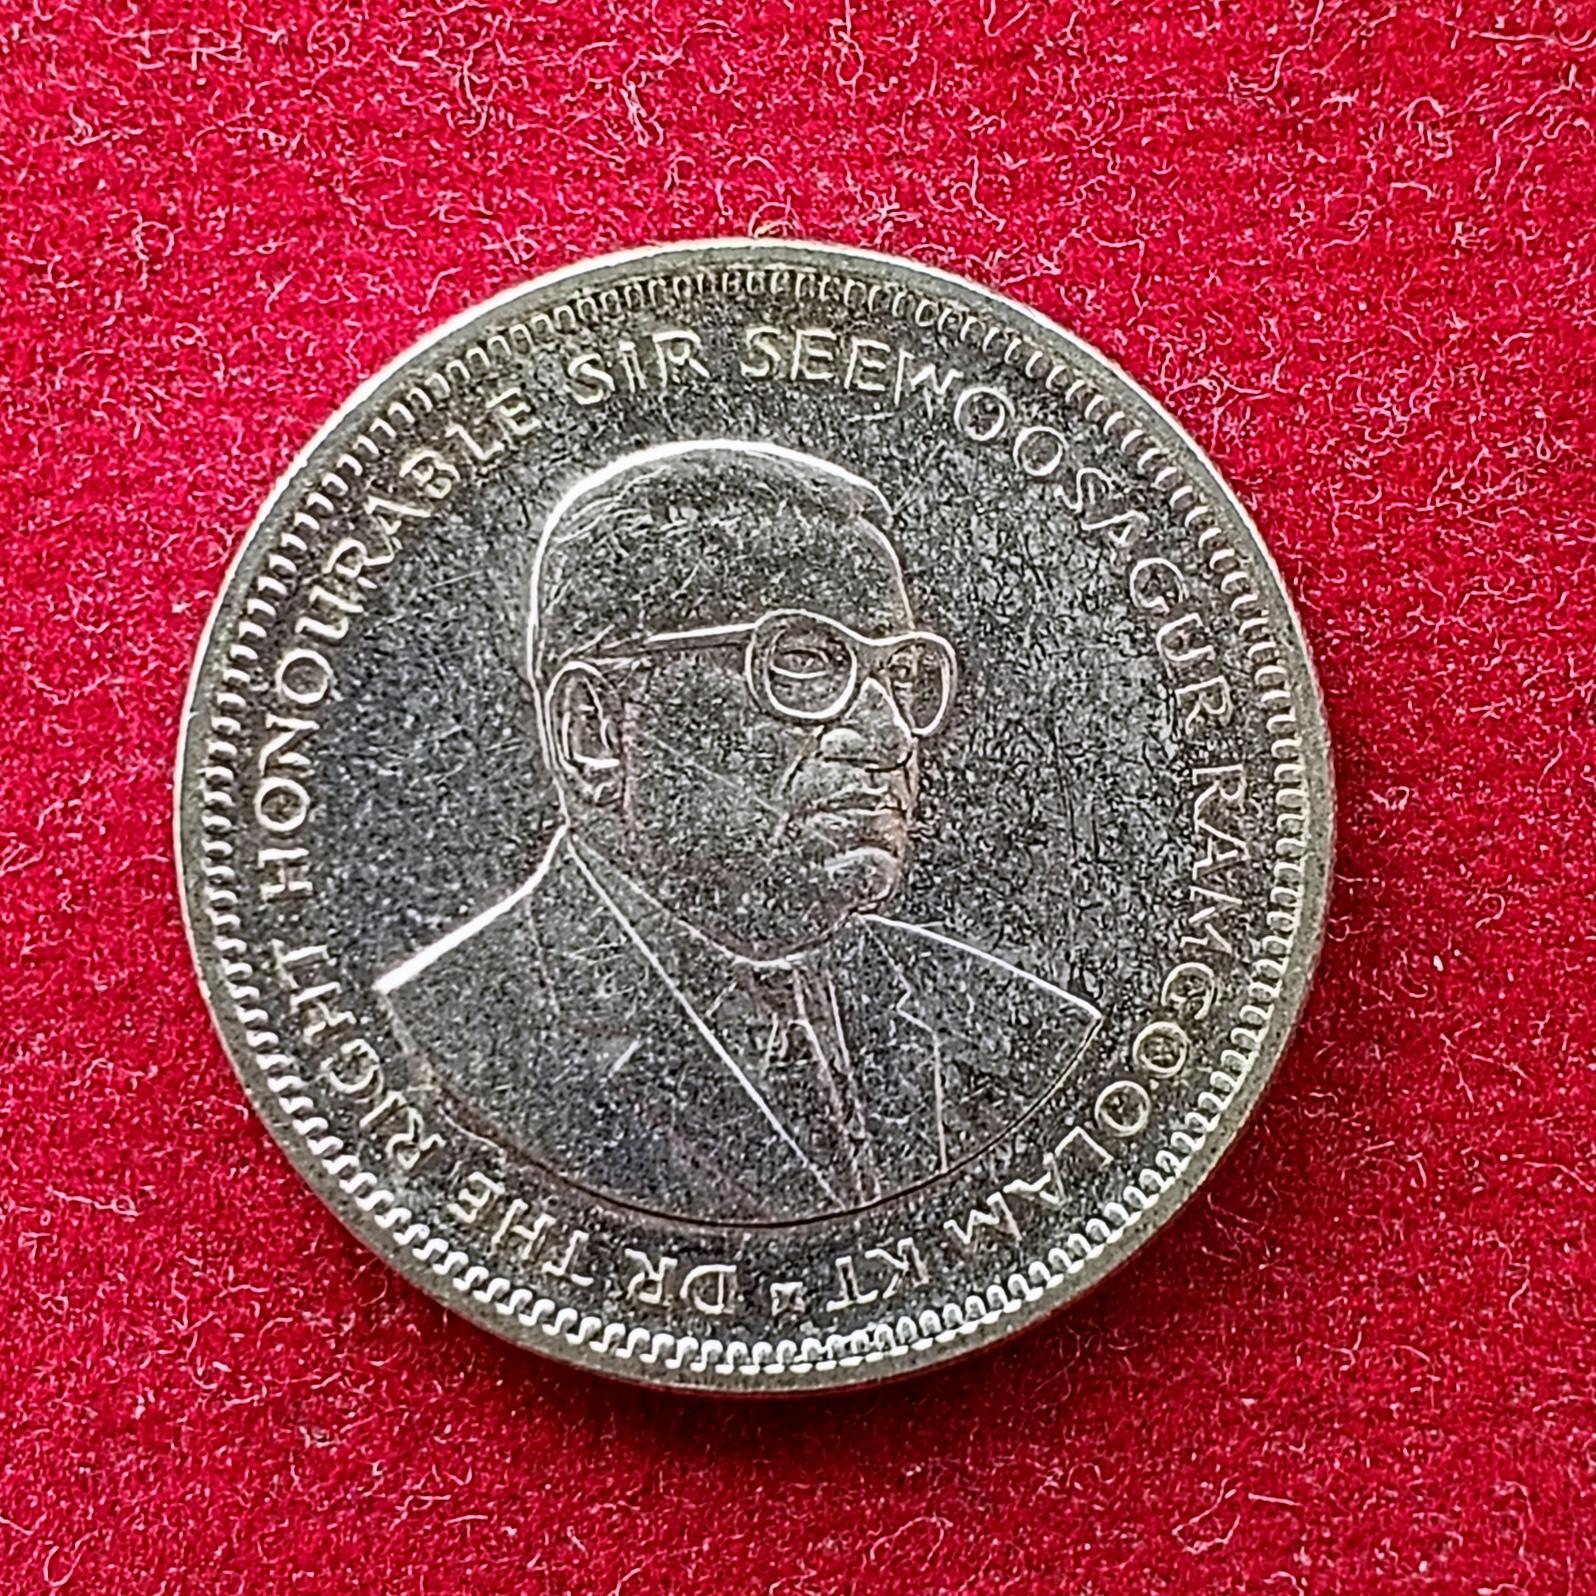 DR THE RIGHT HONOURABLE SIR SEEWOOSAGUR RAMGOOLAM KT